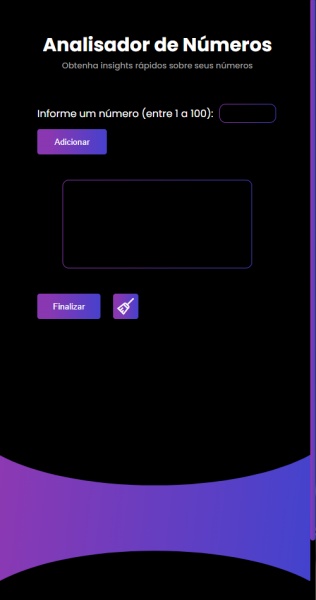 Analisador de Números
Obtenha insights rápidos sobre seus números
Informe um número (entre 1 a 100):
Adicionar
Finalizar